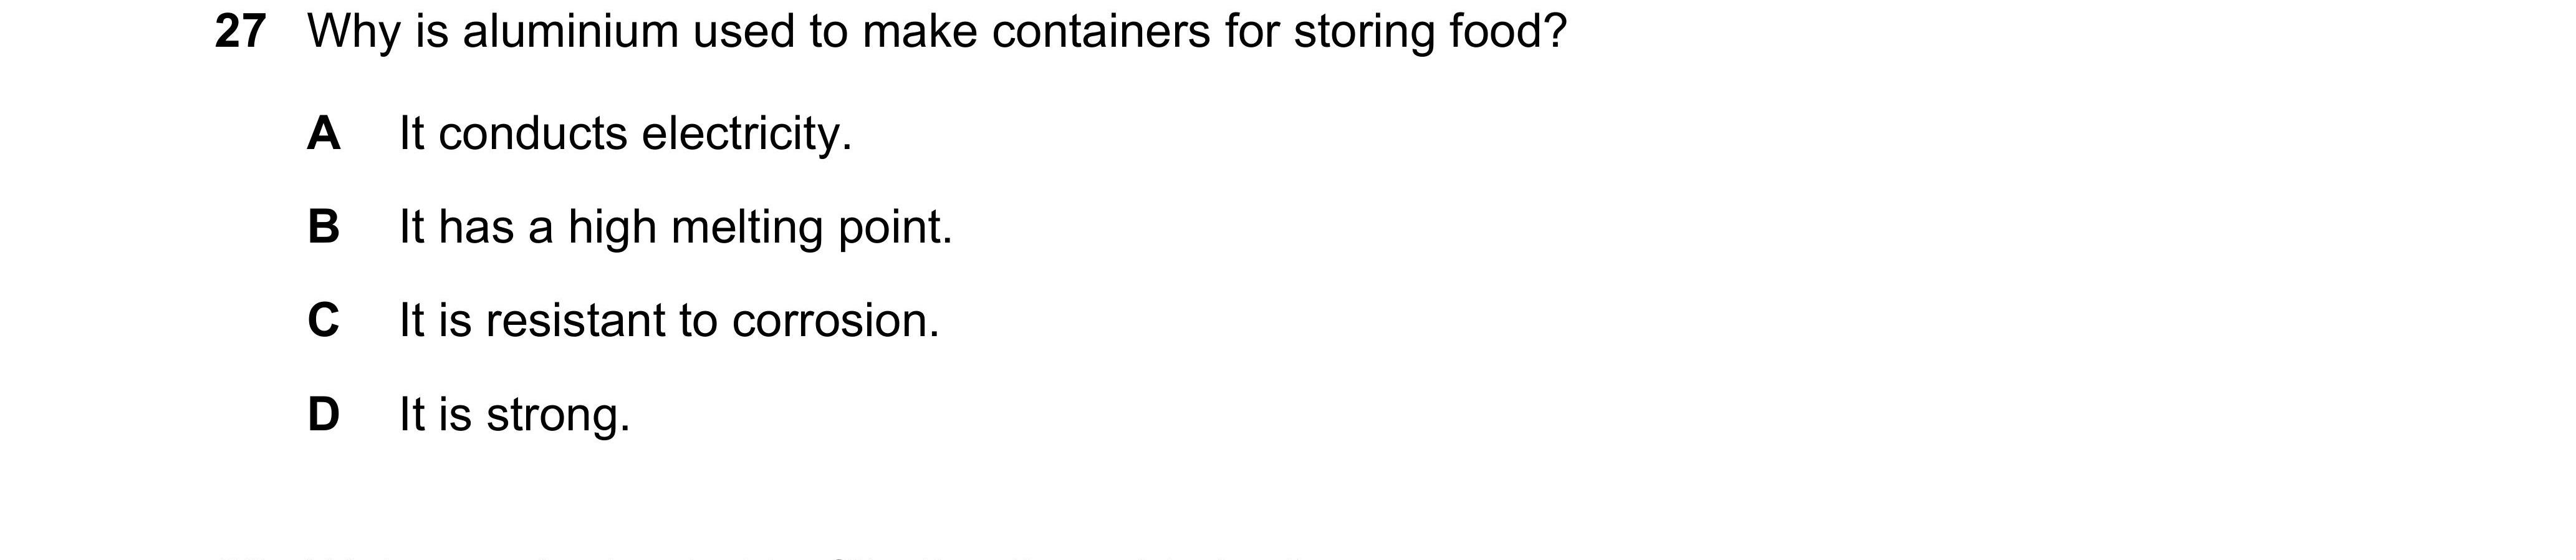 27 Why is aluminium used to make containers for storing food?
A It conducts electricity.
B It has a high melting point.
C It is resistant to corrosion.
D It is strong.